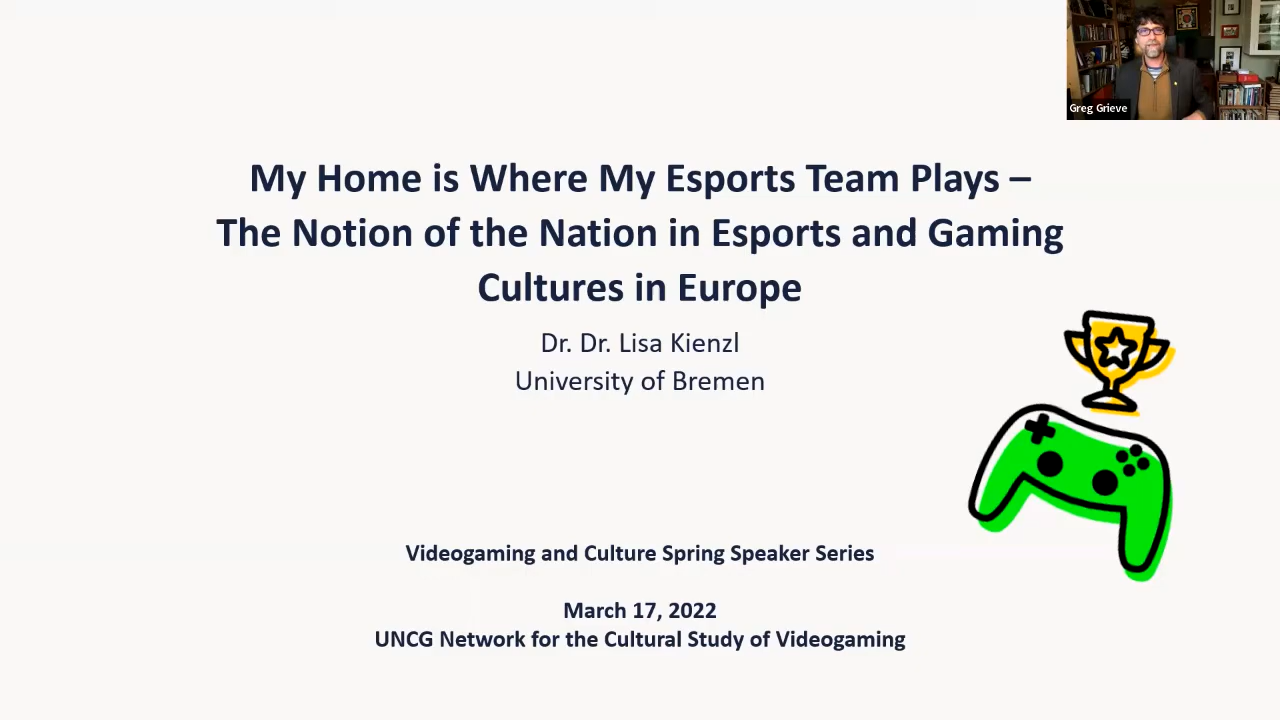 Greg Grieve
My Home is Where My Esports Team Plays –
The Notion of the Nation in Esports and Gaming
Cultures in Europe
Dr. Dr. Lisa Kienzl
University of Bremen
Videogaming and Culture Spring Speaker Series
March 17, 2022
UNCG Network for the Cultural Study of Videogaming